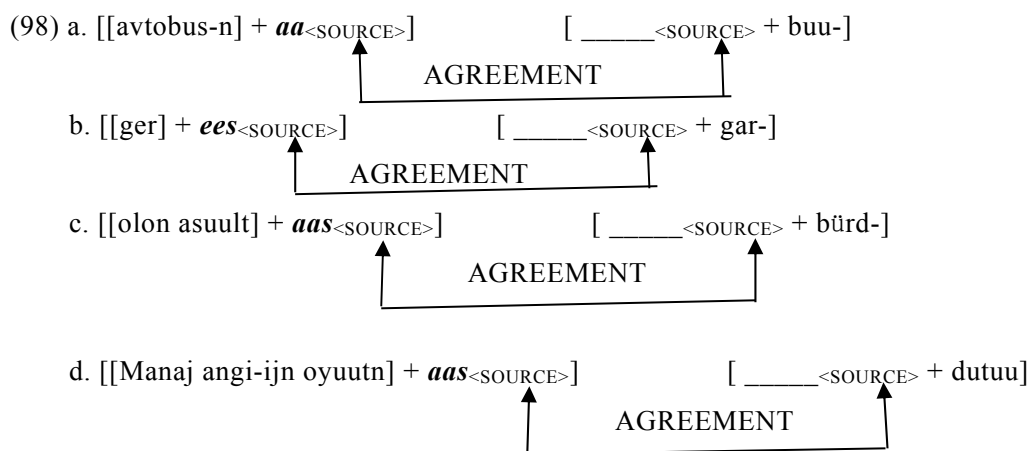 (98) a. [[avtobus-n] + aa<SOURCE>] [ _____<SOURCE> + buu-]
AGREEMENT
b. [[ger] + ees<SOURCE>] [ _____<SOURCE> + gar-]
AGREEMENT
c. [[olon asuult] + aas<SOURCE>] [ _____<SOURCE> + bürd-]
AGREEMENT
d. [[Manaj angi-ijn oyuutn] + aas<SOURCE>] [ _____<SOURCE> + dutuu]
AGREEMENT